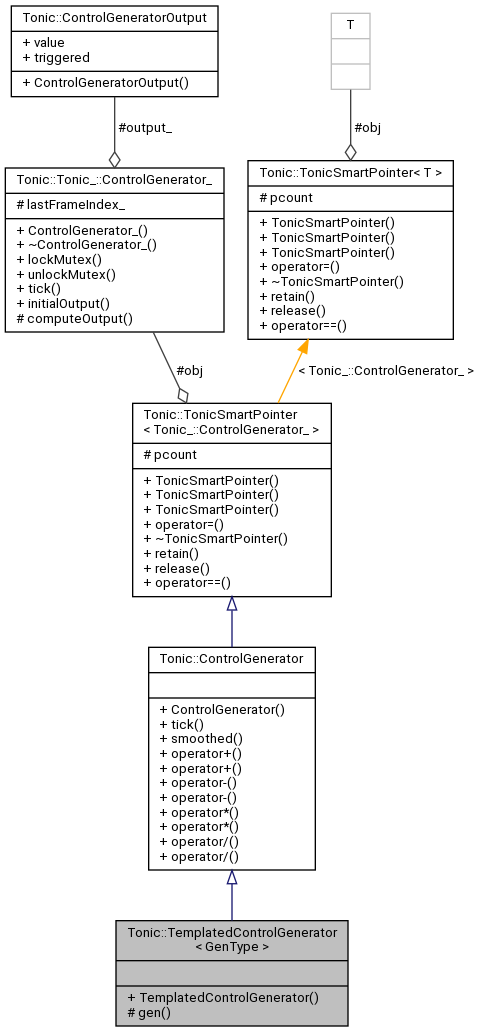 Tonic::ControlGeneratorOutput
+ value
+ triggered
+ ControlGeneratorOutput()
T
#output_
#obj
Tonic::Tonic_::ControlGenerator_
# lastFrameIndex_
+ ControlGenerator_()
+ ~ControlGenerator_()
+ lockMutex()
+ unlockMutex()
+ tick()
+ initialOutput()
# computeOutput()
Tonic::TonicSmartPointer< T >
# pcount
+ TonicSmartPointer()
+ TonicSmartPointer()
+ TonicSmartPointer()
+ operator=()
+ ~TonicSmartPointer()
+ retain()
+ release()
+ operator==()
#obj
< Tonic_::ControlGenerator_ >
Tonic::TonicSmartPointer
< Tonic_::ControlGenerator_ >
# pcount
+ TonicSmartPointer()
+ TonicSmartPointer()
+ TonicSmartPointer()
+ operator=()
+ ~TonicSmartPointer()
+ retain()
+ release()
+ operator==()
Tonic::ControlGenerator
+ ControlGenerator()
+ tick()
+ smoothed()
+ operator+()
+ operator+()
+ operator-()
+ operator-()
+ operator*()
+ operator*()
+ operator/()
+ operator/()
Tonic::TemplatedControlGenerator
< GenType >
+ TemplatedControlGenerator()
# gen()